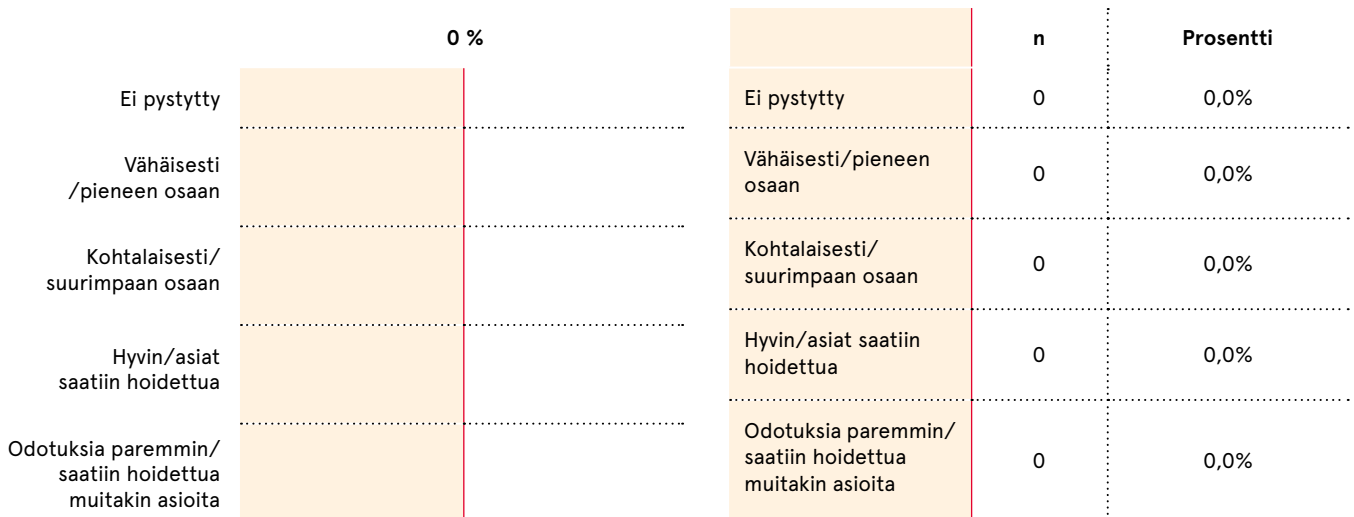 0 %
Ei pystytty
Vähäisesti
/pieneen osaan
Kohtalaisesti/
suurimpaan osaan
Hyvin/asiat
saatiin hoidettua
Odotuksia paremmin/
saatiin hoidettua
muitakin asioita
n Prosentti
Ei pystytty 0 0,0%
Vähäisesti/pieneen
osaan
0 0,0%
Kohtalaisesti/
suurimpaan osaan
0 0,0%
Hyvin/asiat saatiin
hoidettua
0 0,0%
Odotuksia paremmin/
saatiin hoidettua
muitakin asioita
0 0,0%